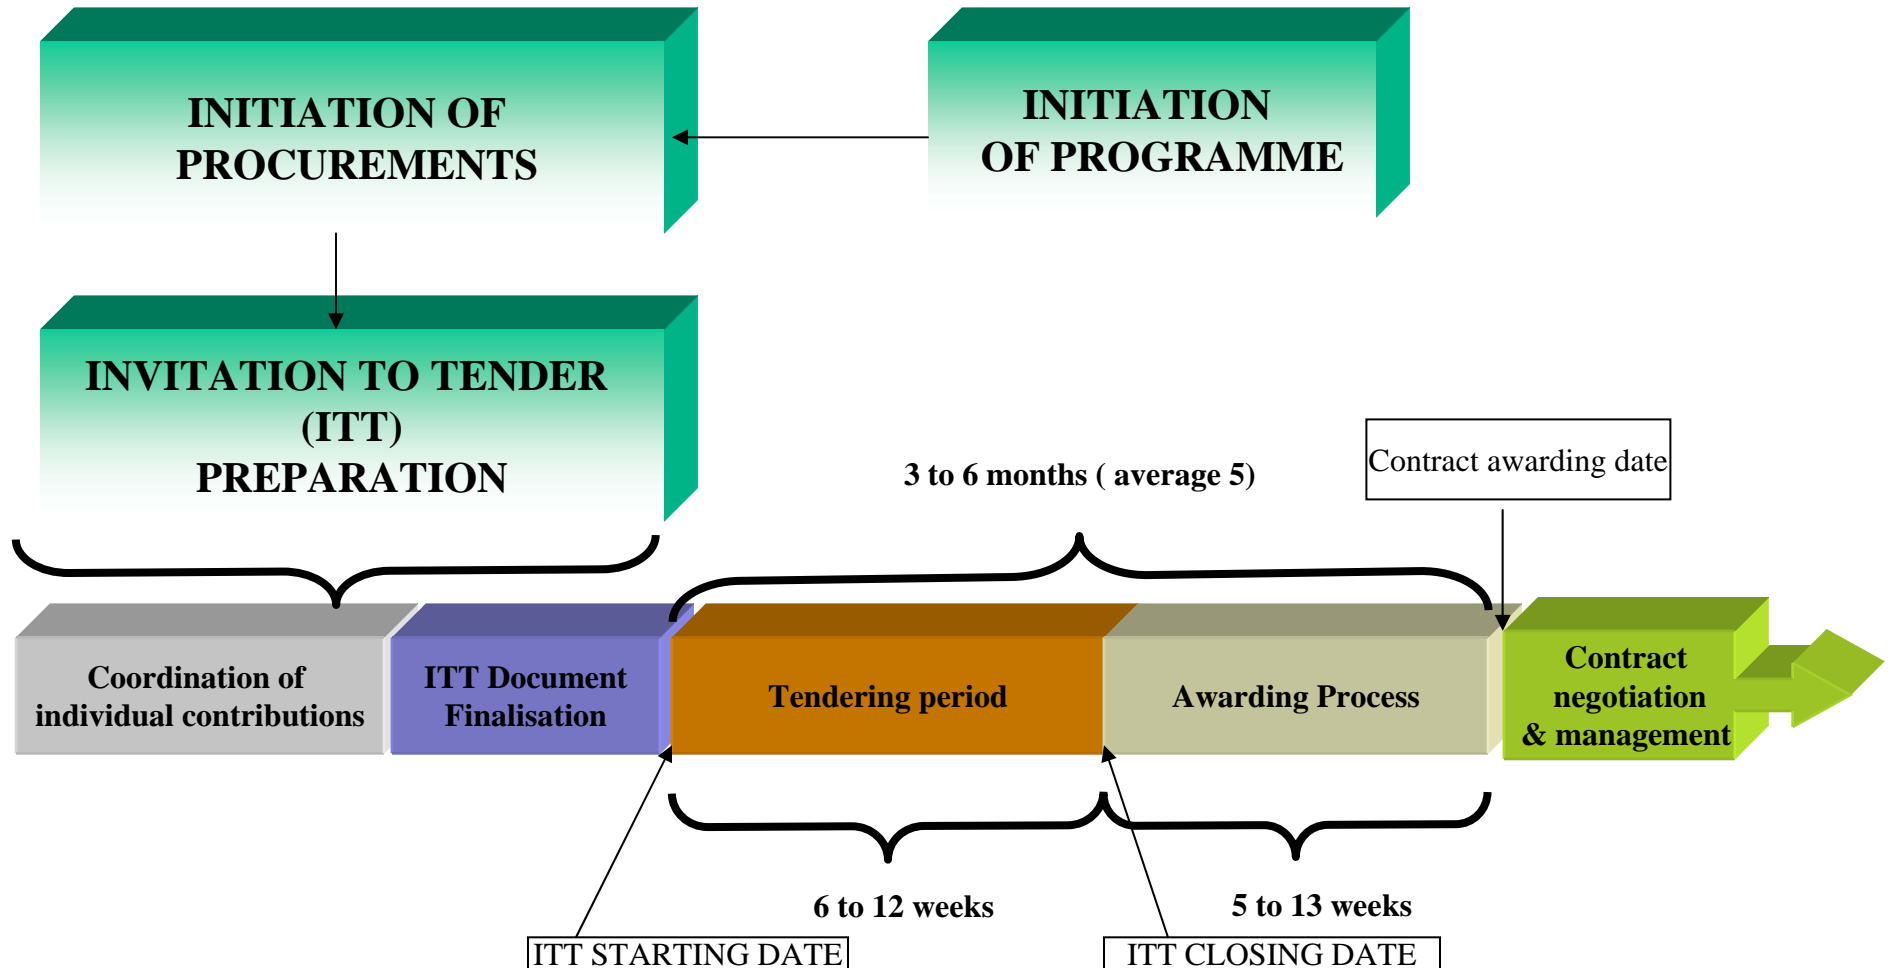 INITIATION OF
PROCUREMENTS
INITIATION
OF PROGRAMME
INVITATION TO TENDER
(ITT)
PREPARATION
3 to 6 months ( average 5)
Contract awarding date
Coordination of
individual contributions
ITT Document
Finalisation
Tendering period
Awarding Process
Contract
negotiation
& management
6 to 12 weeks
5 to 13 weeks
ITT STARTING DATE
ITT CLOSING DATE